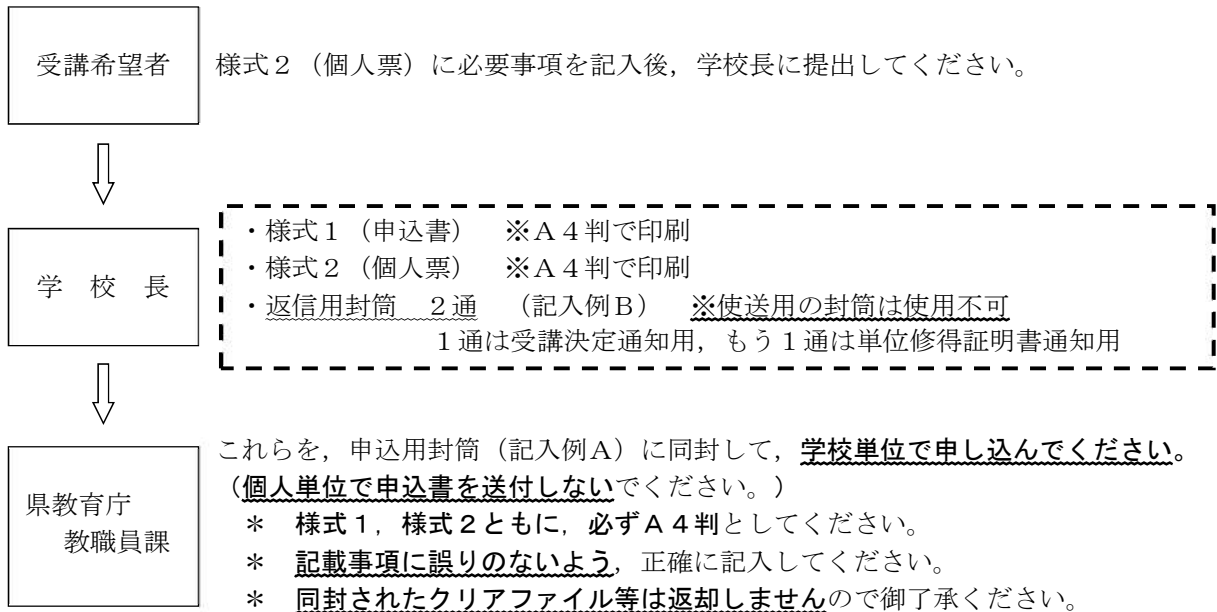 受講希望者
様式２（個人票）に必要事項を記入後，学校長に提出してください。
学　校　長
・様式１（申込書）　※Ａ４判で印刷
・様式２（個人票）　※Ａ４判で印刷
・返信用封筒　２通　（記入例Ｂ）　※使送用の封筒は使用不可
１通は受講決定通知用，もう１通は単位修得証明書通知用
県教育庁
教職員課
これらを，申込用封筒（記入例Ａ）に同封して，学校単位で申し込んでください。
（個人単位で申込書を送付しないでください。）
＊　様式１，様式２ともに，必ずＡ４判としてください。
＊　記載事項に誤りのないよう，正確に記入してください。
＊　同封されたクリアファイル等は返却しませんので御了承ください。